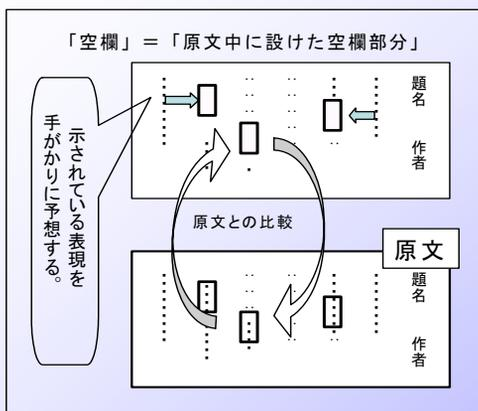 「空欄」＝「原文中に設けた空欄部分」
題名　作者
示されている表現を
手がかりに予想する。
原文との比較
原文
題名　作者